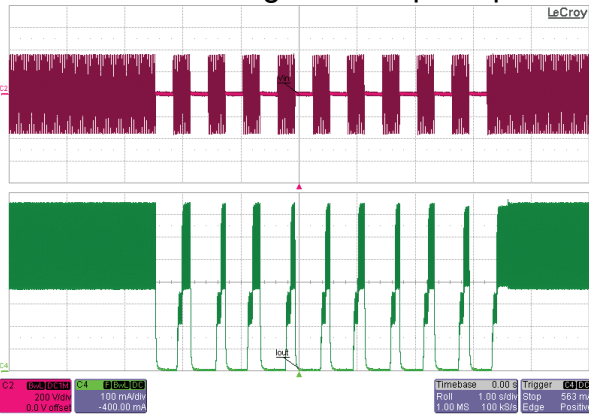 LeCroy
C2
Vin
Iout
C4
C2 BwL DC1M
200 V/div
0.0 V offset
C4 F BwL DC
100 mA/div
-400.00 mA
Timebase 0.00 s
Roll 1.00 s/div
1.00 MS 100 kS/s
Trigger C4 DC
Stop 563 mA
Edge Positive